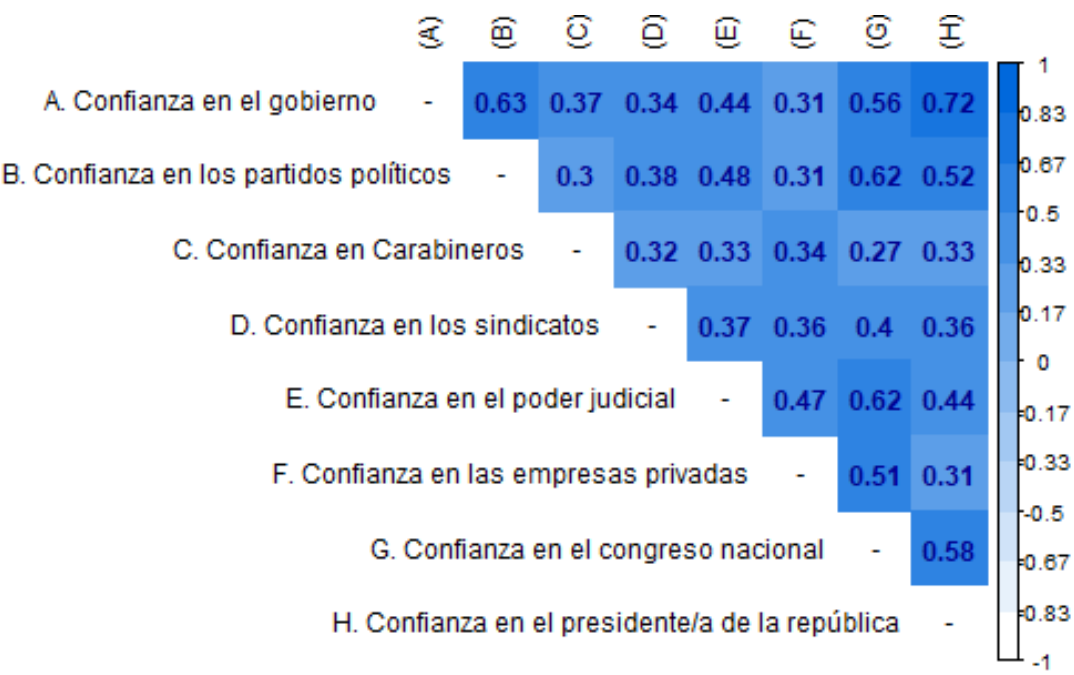 (A) (B) (C) (D) (E) (F) (G) (H)
A. Confianza en el gobierno - 0.63 0.37 0.34 0.44 0.31 0.56 0.72
B. Confianza en los partidos políticos - 0.3 0.38 0.48 0.31 0.62 0.52
C. Confianza en Carabineros - 0.32 0.33 0.34 0.27 0.33
D. Confianza en los sindicatos - 0.37 0.36 0.4 0.36
E. Confianza en el poder judicial - 0.47 0.62 0.44
F. Confianza en las empresas privadas - 0.51 0.31
G. Confianza en el congreso nacional - 0.58
H. Confianza en el presidente/a de la república -
1
0.83
0.67
0.5
0.33
0.17
0
-0.17
-0.33
-0.5
-0.67
-0.83
-1